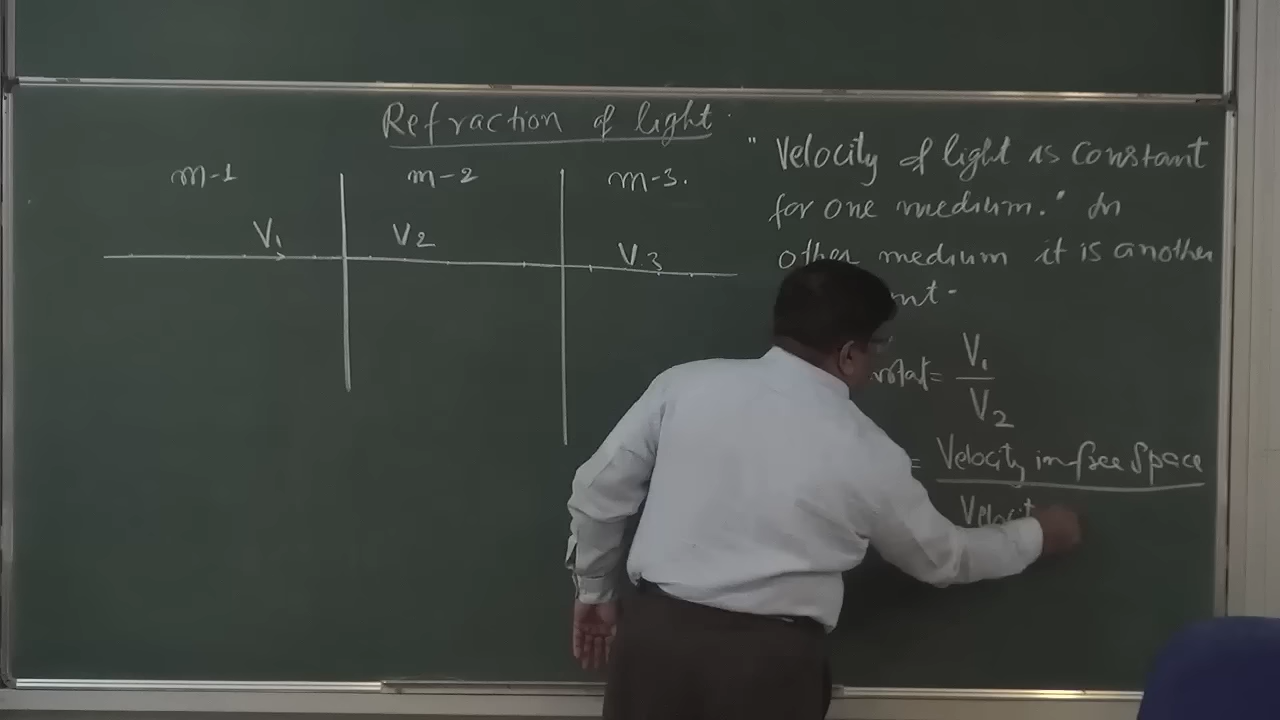 Refraction of light
m-1 m-2 m-3.
V₁ V₂ V.3
" Velocity of light is constant
for one medium." In
other medium it is another
= V₁
V₂
= Velocity in free space